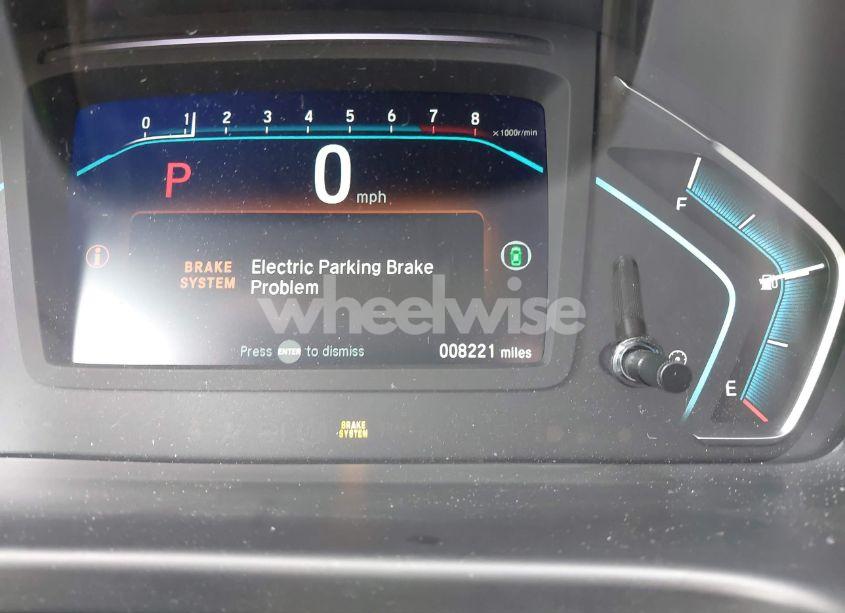 0 1 2 3 4 5 6 7 8 x1000r/min
P 0 mph
F
BRAKE SYSTEM
Electric Parking Brake
Problem
wheelwise
Press ENTER to dismiss
008221 miles
E
BRAKE
SYSTEM